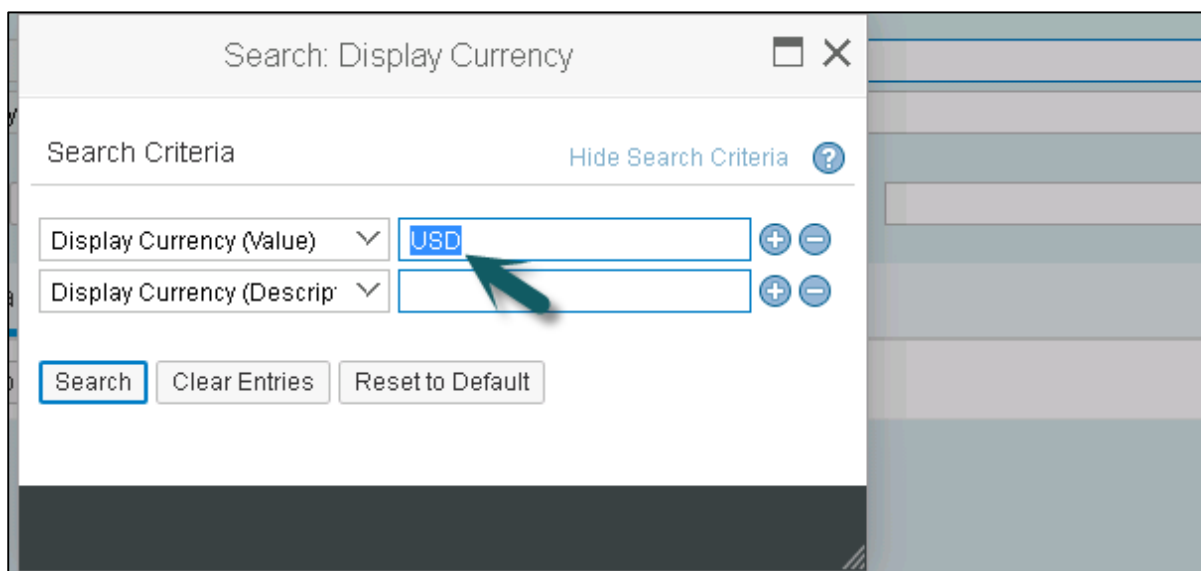 Search: Display Currency
Search Criteria
Hide Search Criteria ?
Display Currency (Value) USD
Display Currency (Descrip
Search Clear Entries Reset to Default